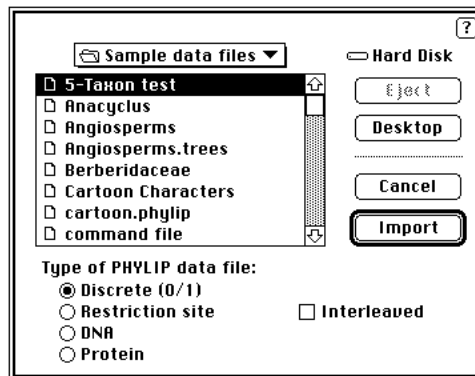 ?
Sample data files
Hard Disk
5-Taxon test
Anacyclus
Angiosperms
Angiosperms.trees
Berberidaceae
Cartoon Characters
cartoon.phylip
command file
Eject
Desktop
Cancel
Import
Type of PHYLIP data file:
Discrete (0/1)
Restriction site
DNA
Protein
Interleaved